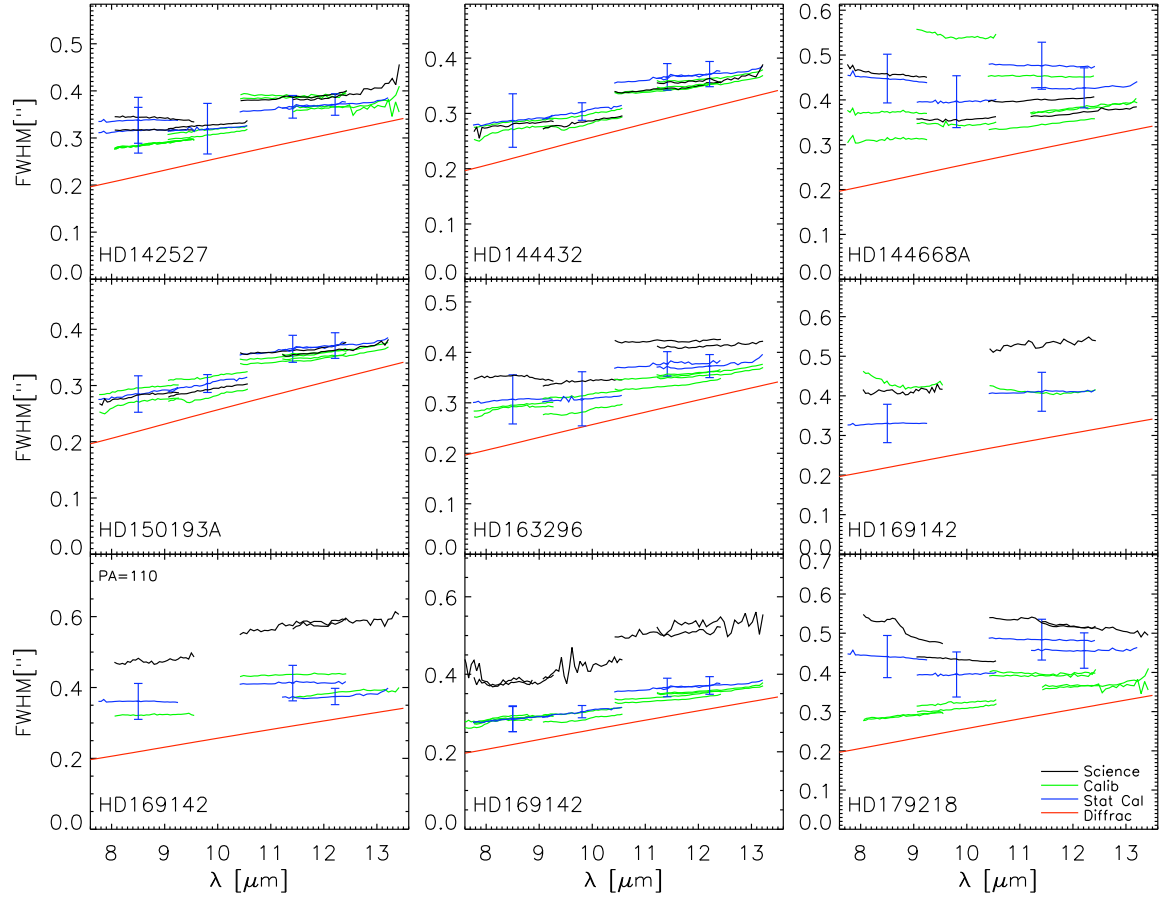 0.5 0.4 0.6
0.4 0.3 0.5
0.3 0.2 0.4
0.2 0.1 0.3
0.1 0.0 0.2
0.0 0.1
0.0
FWHM["]
HD142527 HD144432 HD144668A
0.4 0.5 0.6
0.3 0.4 0.5
0.2 0.3 0.4
0.1 0.2 0.3
0.0 0.1 0.2
0.0 0.1
0.0
FWHM["]
HD150193A HD163296 HD169142
PA=110
0.6 0.6 0.6
0.4 0.5 0.5
0.2 0.4 0.4
0.0 0.3 0.3
0.2 0.2
0.1 0.1
0.0 0.0
FWHM["]
HD169142 HD169142 HD179218
Science
Calib
Stat Cal
Diffrac
8 9 10 11 12 13 8 9 10 11 12 13 8 9 10 11 12 13
λ [μm] λ [μm] λ [μm]